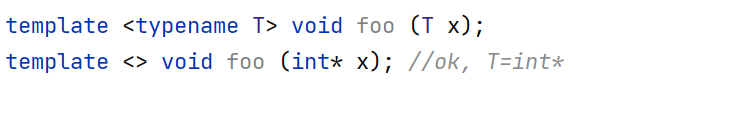 template <typename T> void foo (T x);
template <> void foo (int* x); //ok, T=int*